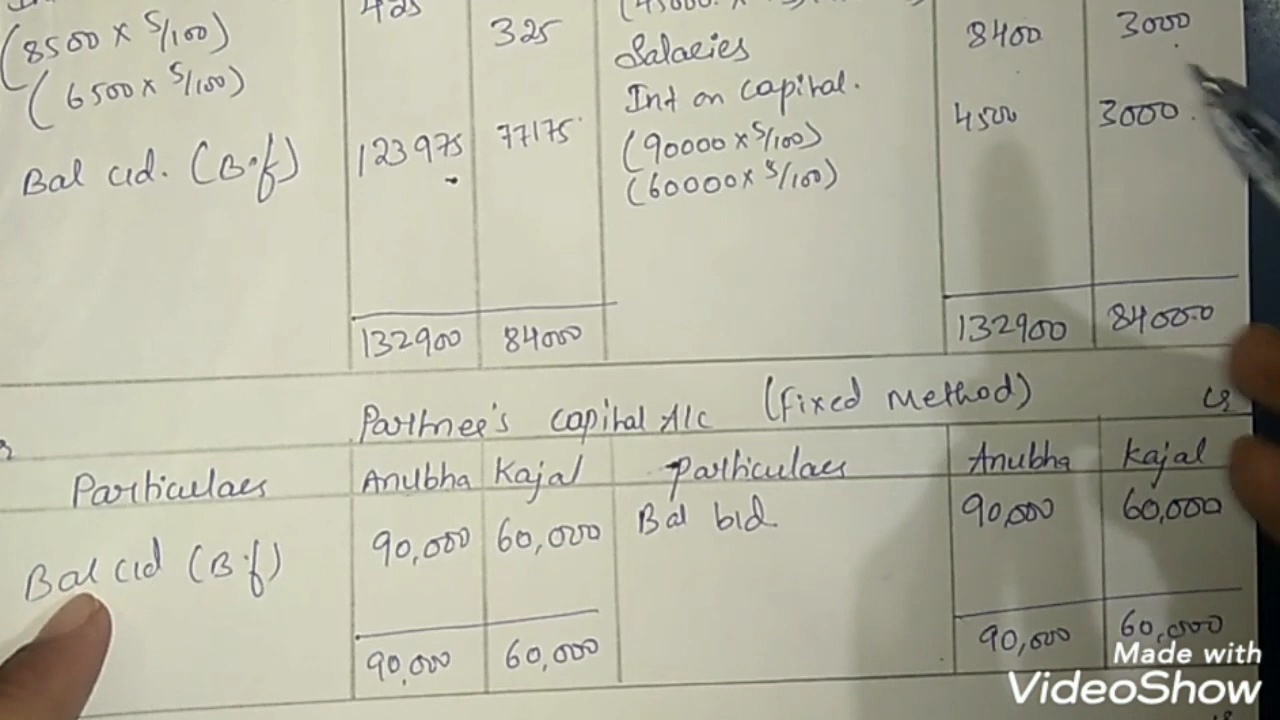 425
(8500 x 5/100) 325
(6500 x 5/100)
Bal c/d. (B.f) 123975 77175
Salaries 8400 3000
Int on capital. 4500 3000
(90000 x 5/100)
(60000 x 5/100)
132900 84000 132900 84000
Partner's capital A/c (fixed method) Cr
Particulars Anubha Kajal Particulars Anubha Kajal
Bal c/d (B.f) 90,000 60,000 Bal b/d 90,000 60,000
90,000 60,000 90,000 60,000
Made with
VideoShow